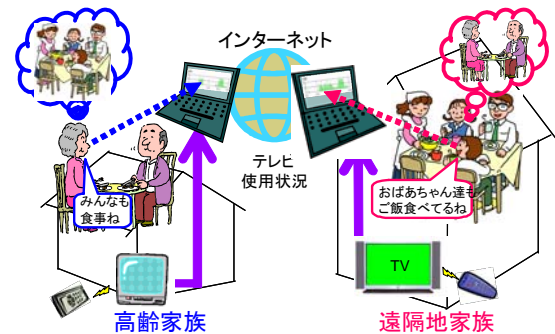 インターネット
テレビ
使用状況
みんなも
食事ね
おばあちゃん達も
ご飯食べてるね
TV
高齢家族
遠隔地家族